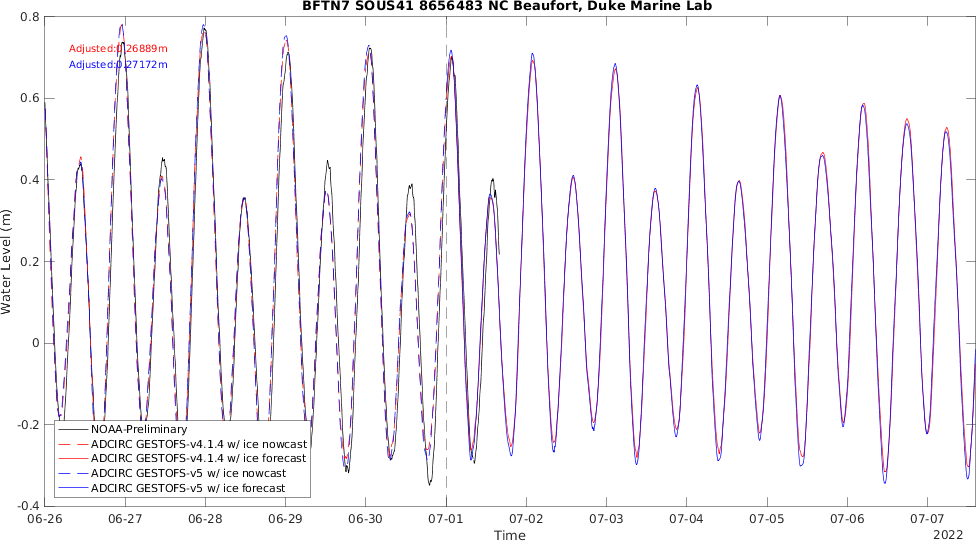 BFTN7 SOUS41 8656483 NC Beaufort, Duke Marine Lab
Adjusted:0.26889m
Adjusted:0.27172m
Water Level (m)
0.8
0.6
0.4
0.2
0
-0.2
-0.4
NOAA-Preliminary
ADCIRC GESTOFS-v4.1.4 w/ ice nowcast
ADCIRC GESTOFS-v4.1.4 w/ ice forecast
ADCIRC GESTOFS-v5 w/ ice nowcast
ADCIRC GESTOFS-v5 w/ ice forecast
06-26 06-27 06-28 06-29 06-30 07-01 07-02 07-03 07-04 07-05 07-06 07-07
Time
2022